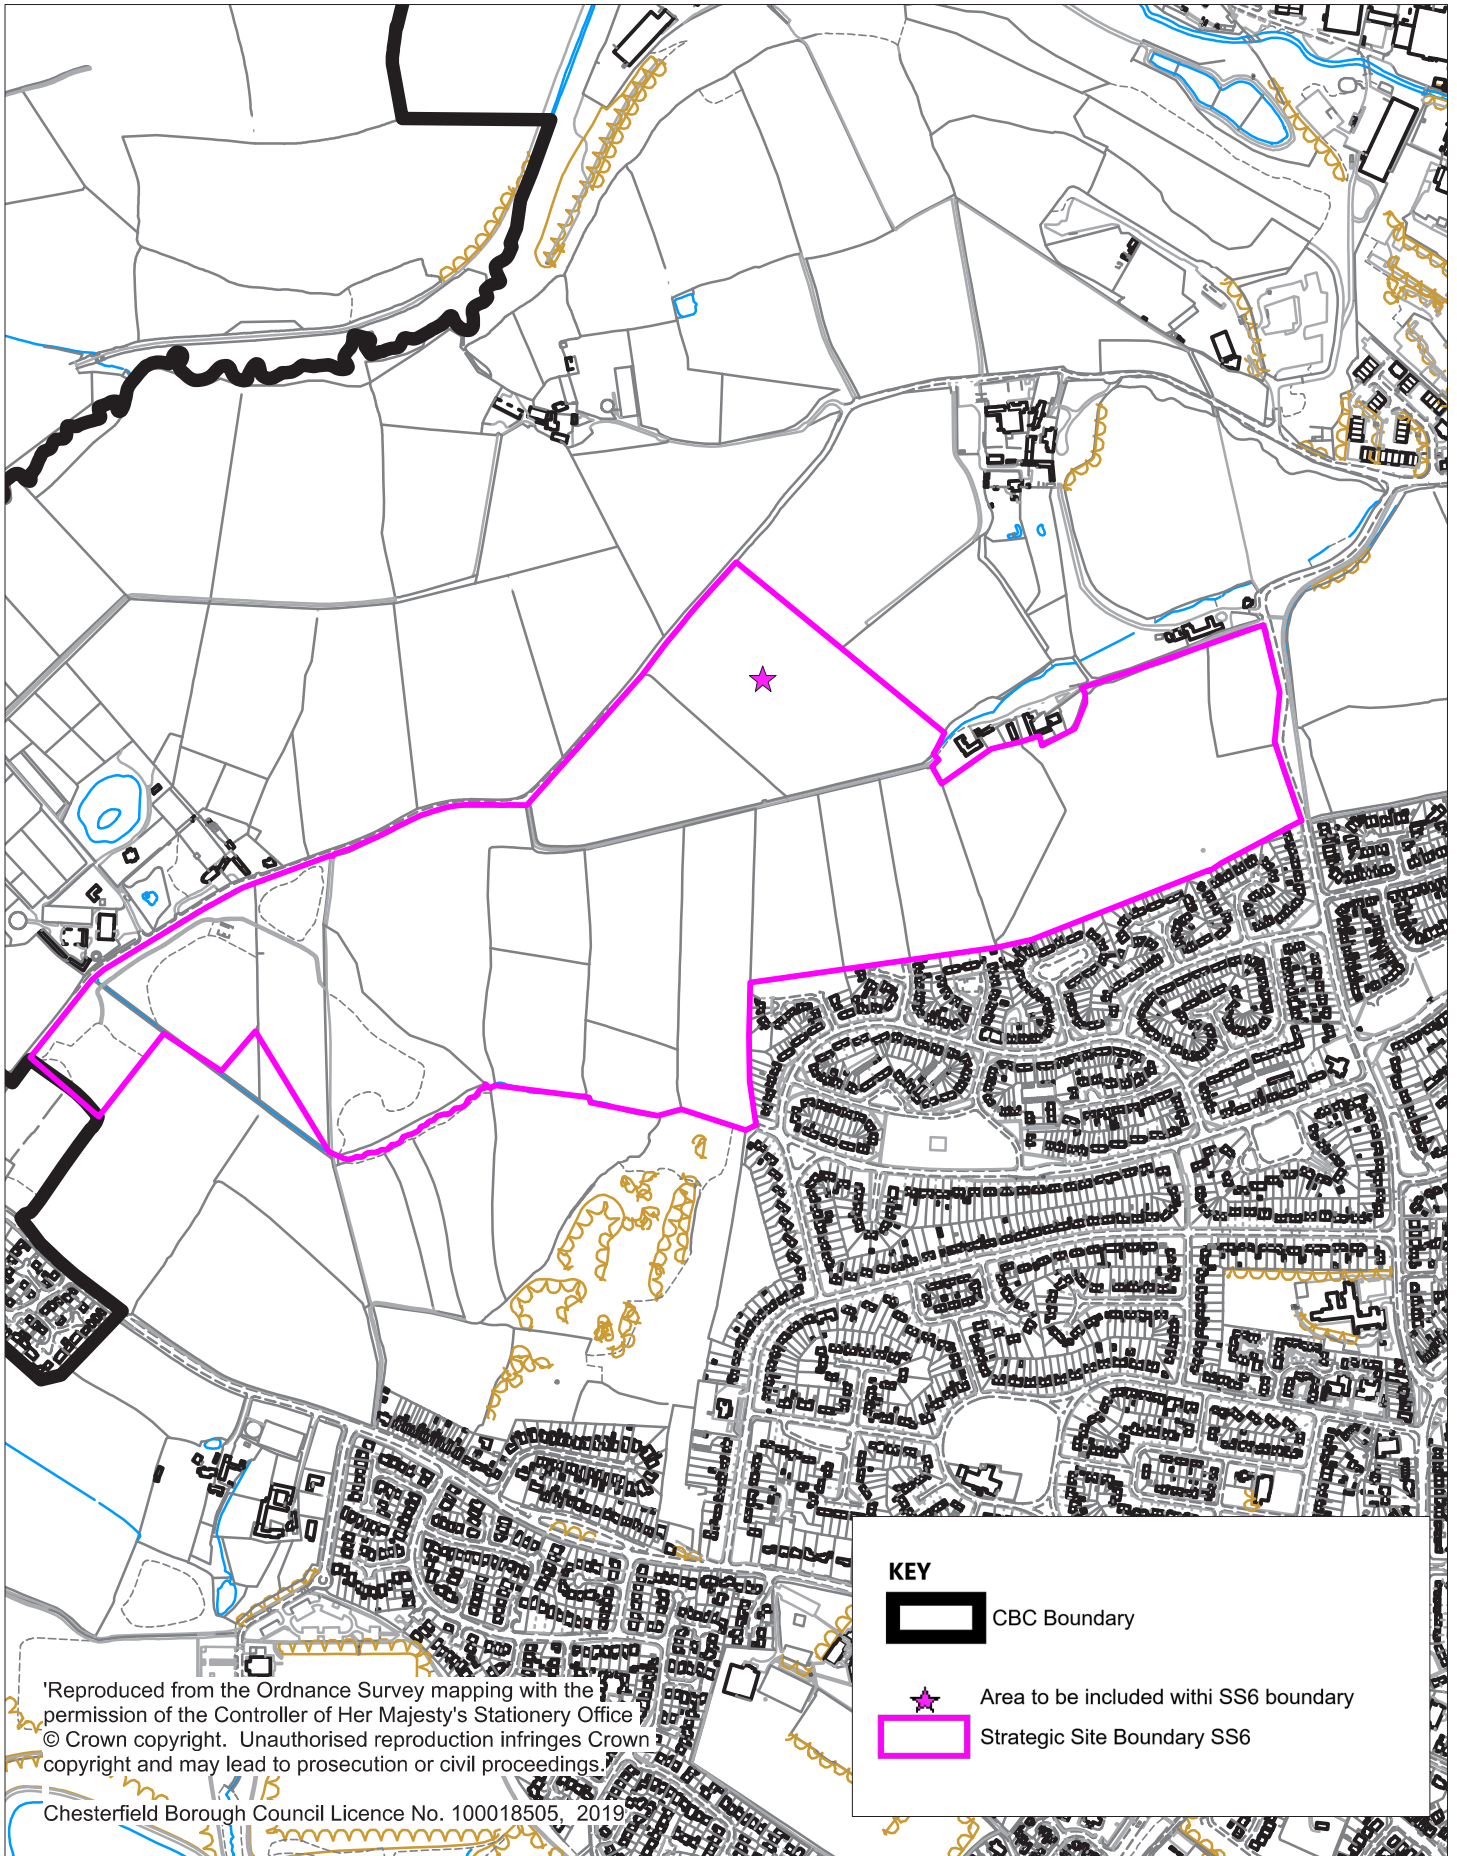 KEY
CBC Boundary
Area to be included withi SS6 boundary
Strategic Site Boundary SS6
'Reproduced from the Ordnance Survey mapping with the
permission of the Controller of Her Majesty's Stationery Office
© Crown copyright.  Unauthorised reproduction infringes Crown
copyright and may lead to prosecution or civil proceedings.
Chesterfield Borough Council Licence No. 100018505,  2019